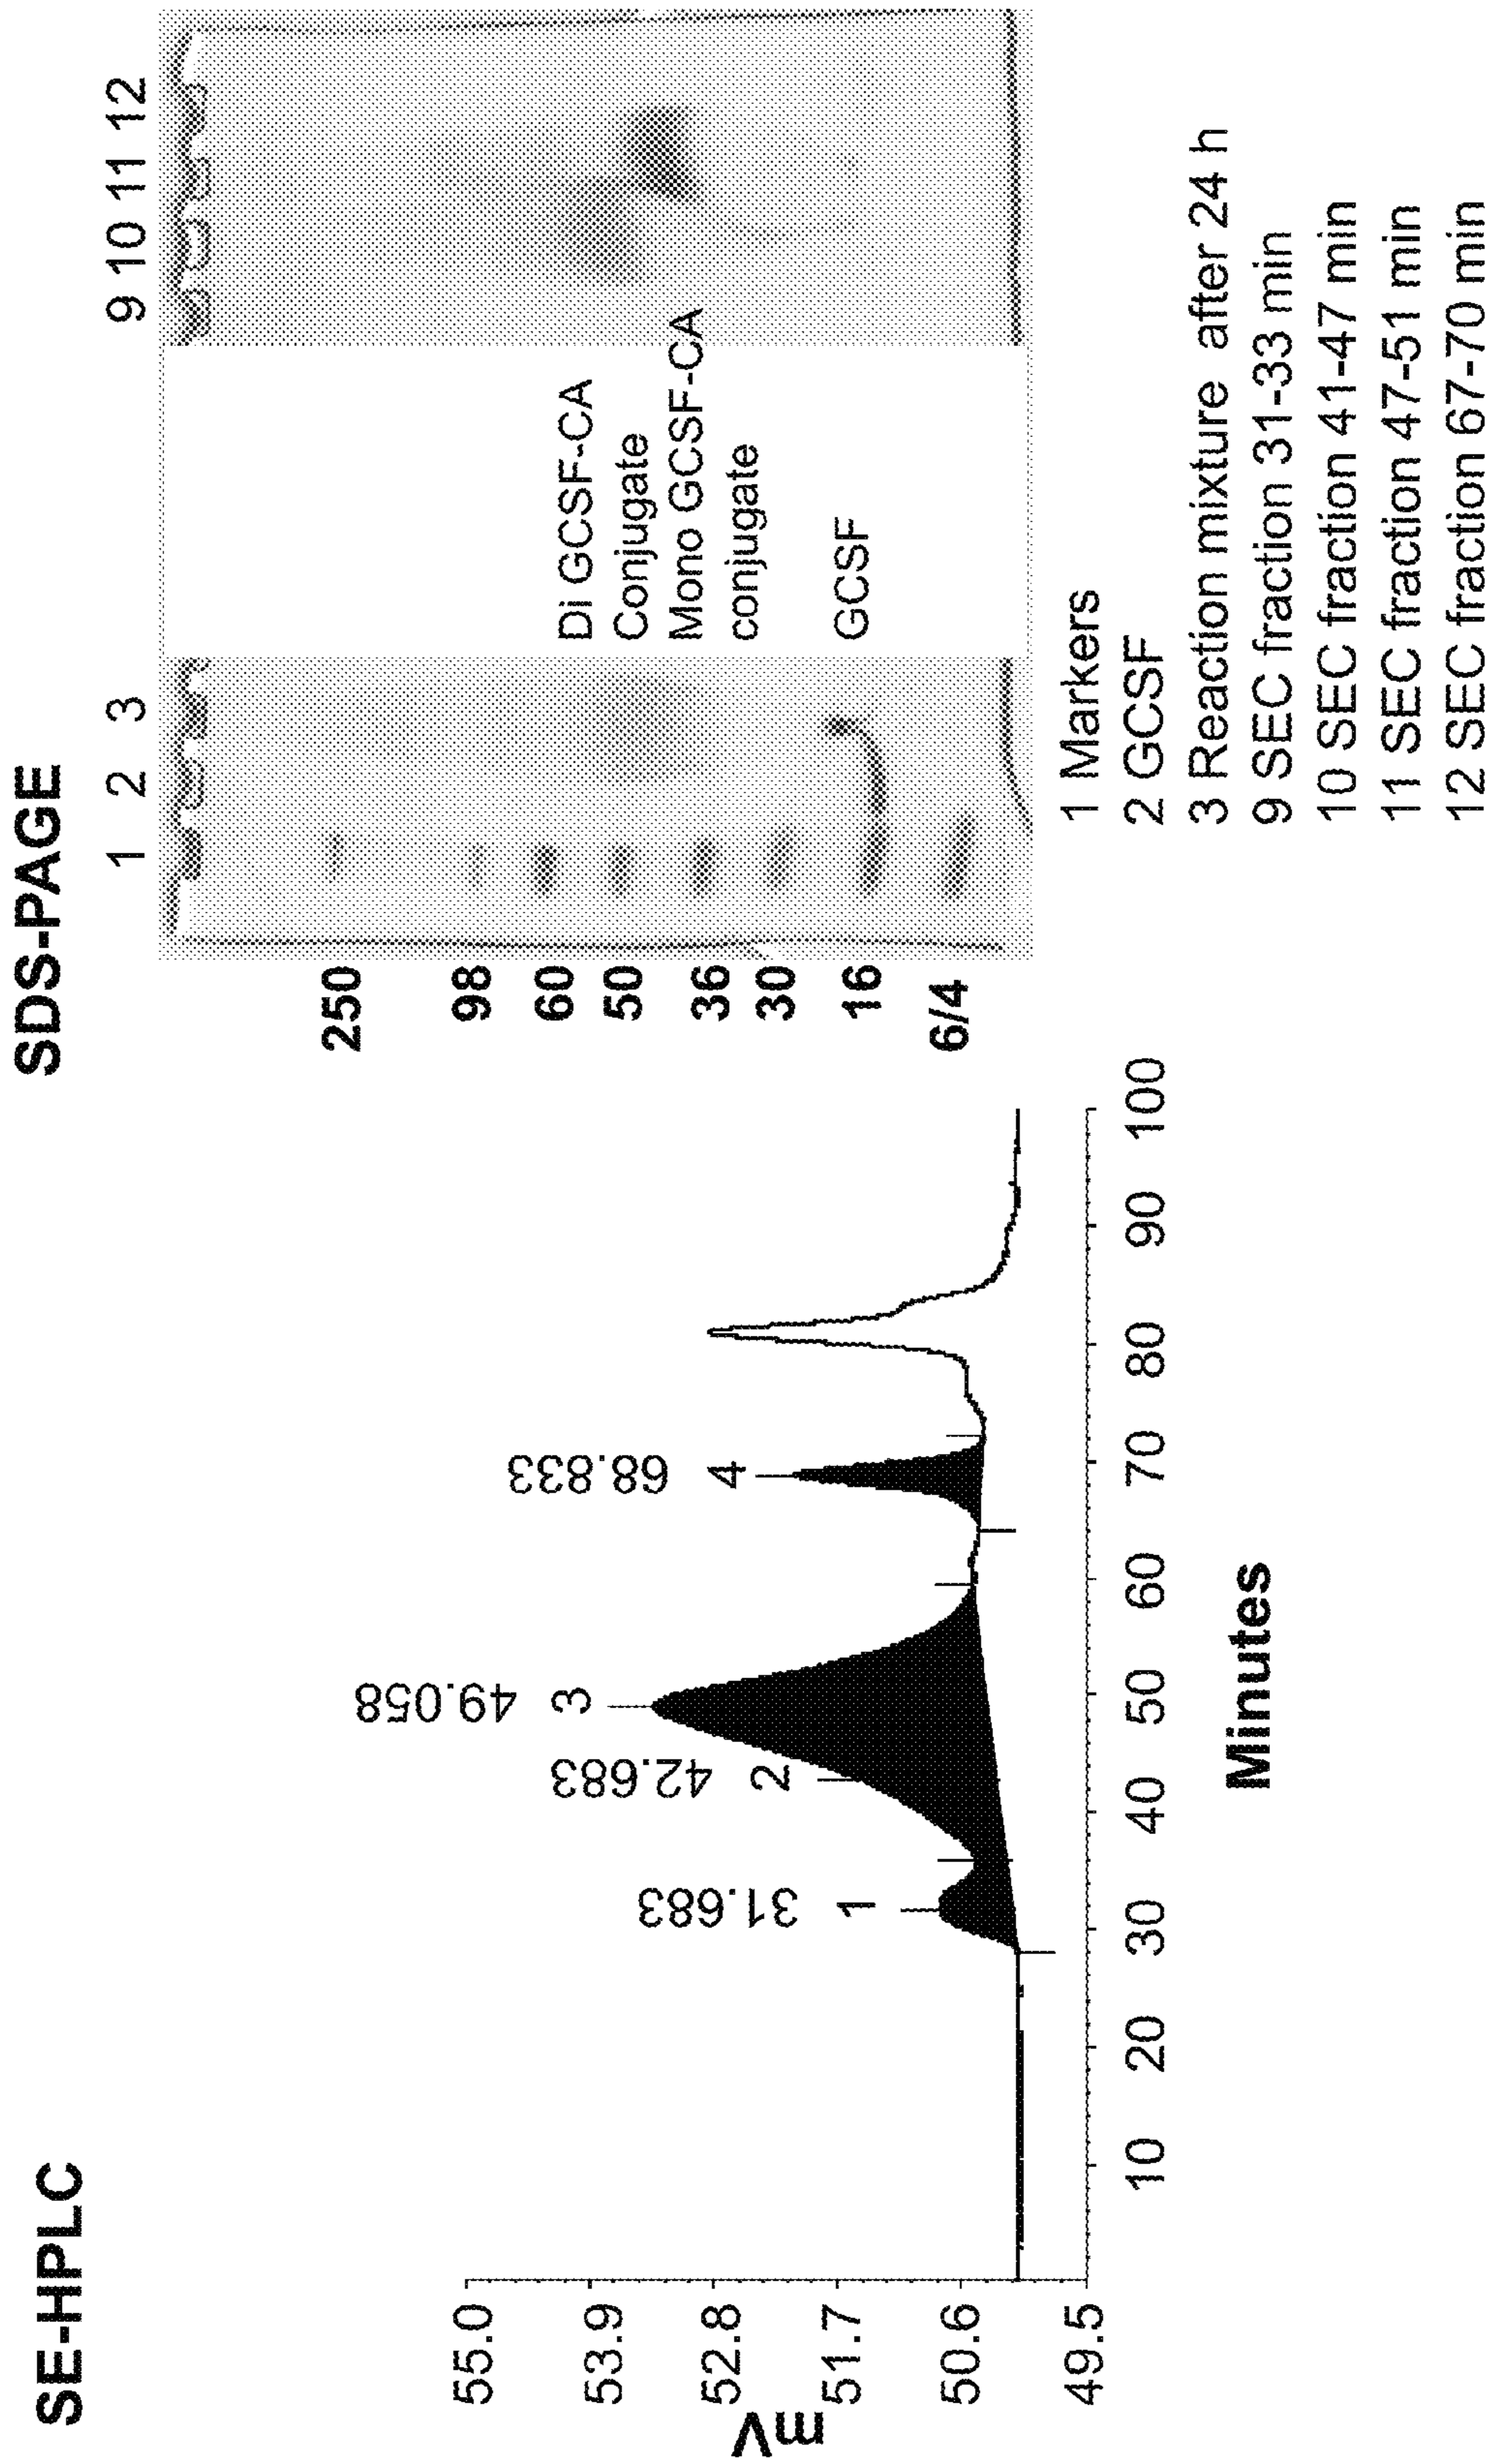 SE-HPLC
mV
55.0
53.9
52.8
51.7
50.6
49.5
31.683
1
42.683
2
49.058
3
68.833
4
10 20 30 40 50 60 70 80 90 100
Minutes
SDS-PAGE
1 2 3
9 10 11 12
250
98
60
50
36
30
16
6/4
Di GCSF-CA
Conjugate
Mono GCSF-CA
conjugate
GCSF
1 Markers
2 GCSF
3 Reaction mixture after 24 h
9 SEC fraction 31-33 min
10 SEC fraction 41-47 min
11 SEC fraction 47-51 min
12 SEC fraction 67-70 min